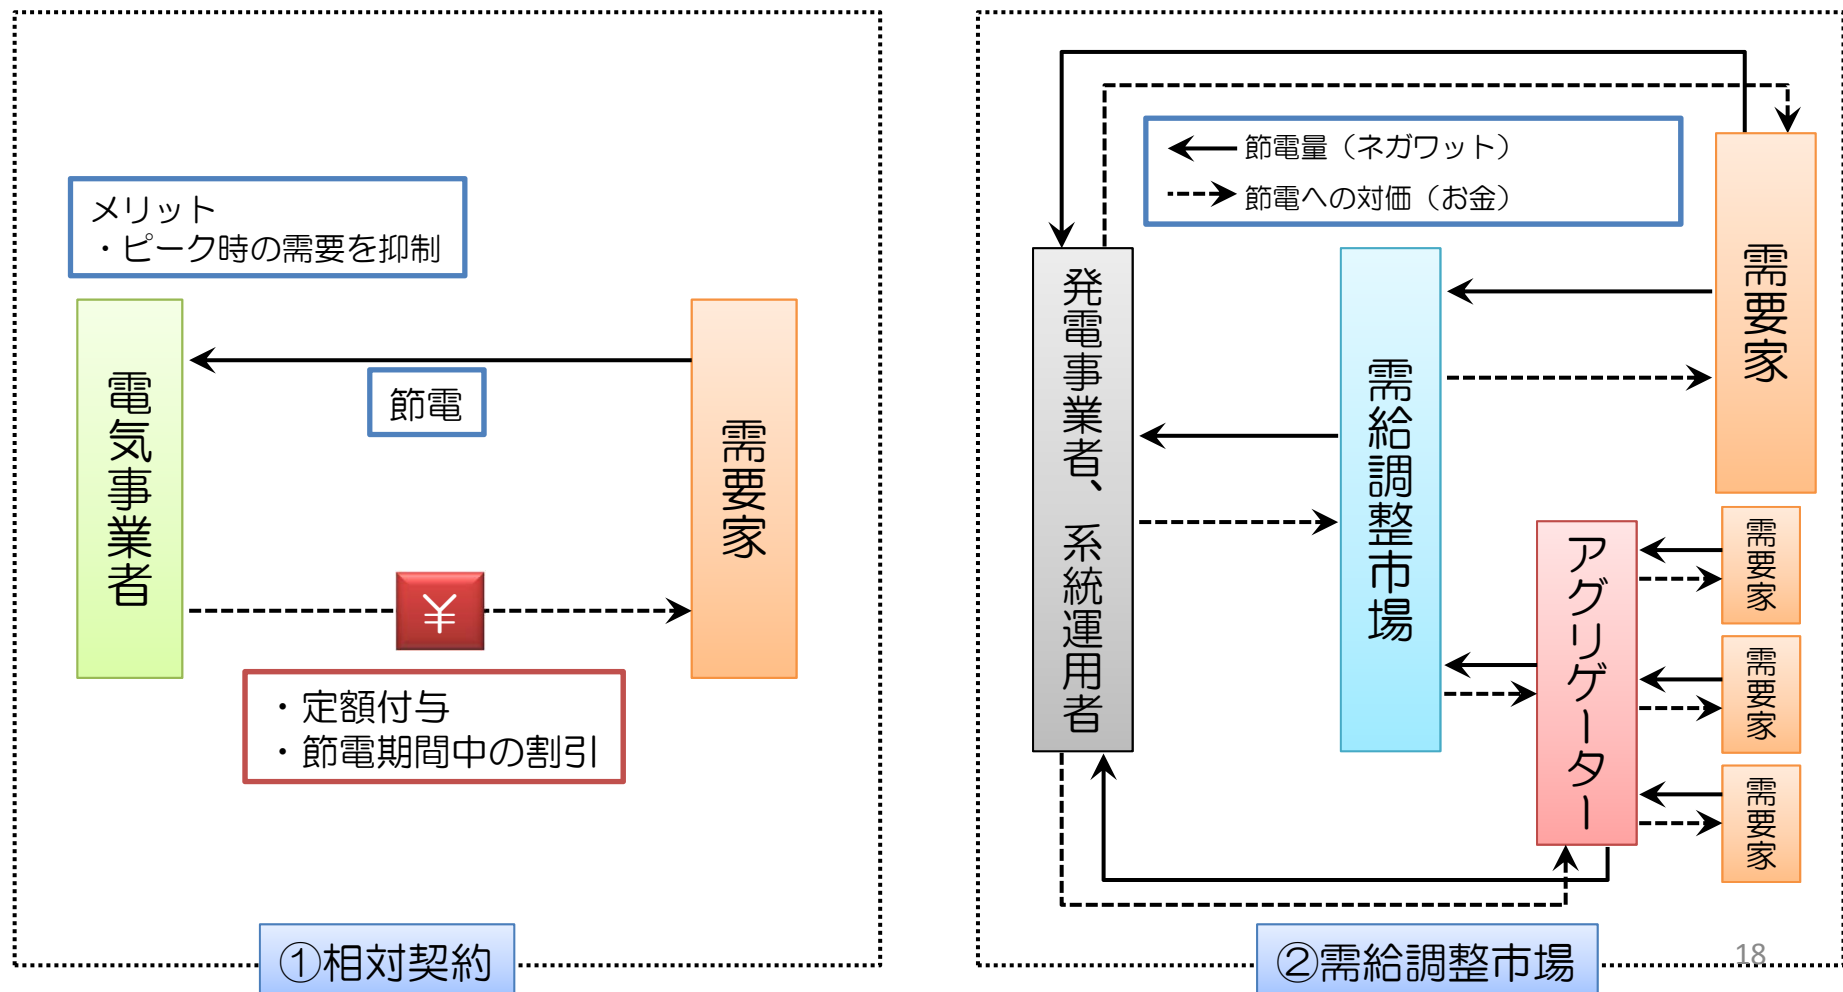 メリット
・ピーク時の需要を抑制
電気事業者
節電
需要家
¥
・定額付与
・節電期間中の割引
①相対契約
節電量（ネガワット）
節電への対価（お金）
発電事業者、系統運用者
需給調整市場
需要家
アグリゲーター
需要家
需要家
需要家
②需給調整市場
18